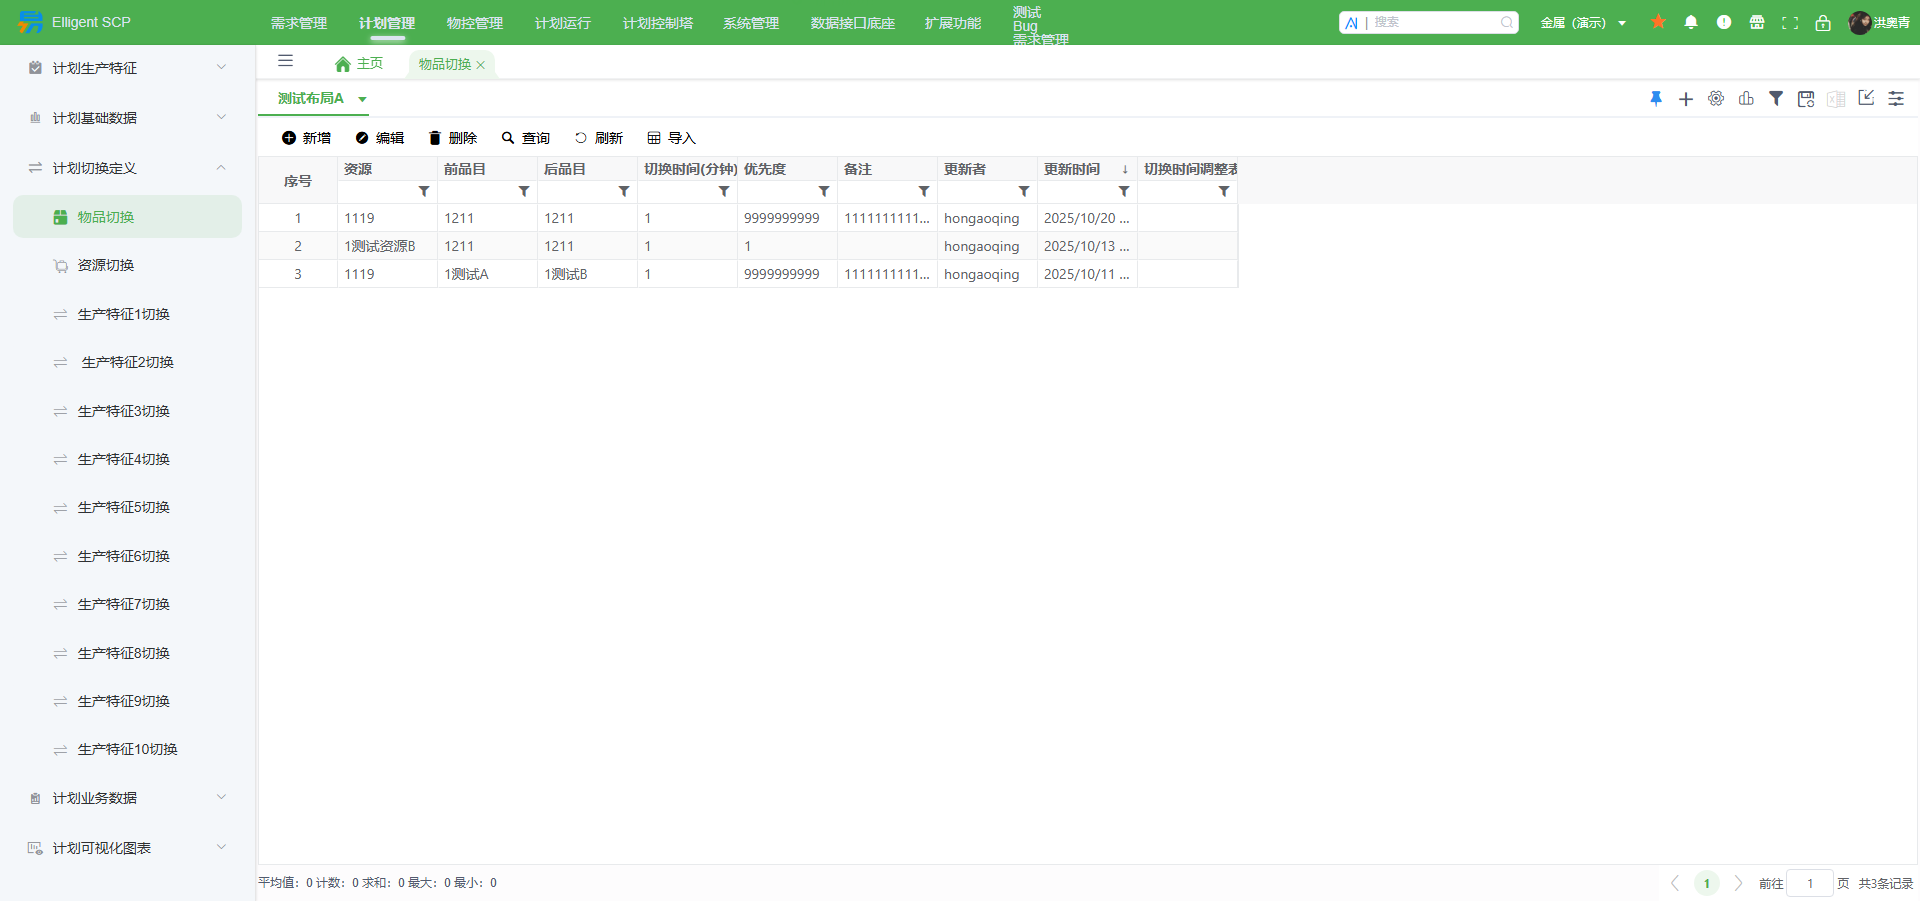 Elligent SCP
需求管理
计划管理
物控管理
计划运行
计划控制塔
系统管理
数据接口底座
扩展功能
测试
Bug
需求管理
AI | 搜索
金属（演示）
洪奥青
计划生产特征
计划基础数据
计划切换定义
物品切换
资源切换
生产特征1切换
生产特征2切换
生产特征3切换
生产特征4切换
生产特征5切换
生产特征6切换
生产特征7切换
生产特征8切换
生产特征9切换
生产特征10切换
计划业务数据
计划可视化图表
主页
物品切换
测试布局A
新增 编辑 删除 查询 刷新 导入
序号 资源 前品目 后品目 切换时间(分钟) 优先度 备注 更新者 更新时间 ↓ 切换时间调整表
1 1119 1211 1211 1 9999999999 1111111111... hongaoqing 2025/10/20 ...
2 1测试资源B 1211 1211 1 1 hongaoqing 2025/10/13 ...
3 1119 1测试A 1测试B 1 9999999999 1111111111... hongaoqing 2025/10/11 ...
平均值：0 计数：0 求和：0 最大：0 最小：0
1 前往 1 页 共3条记录